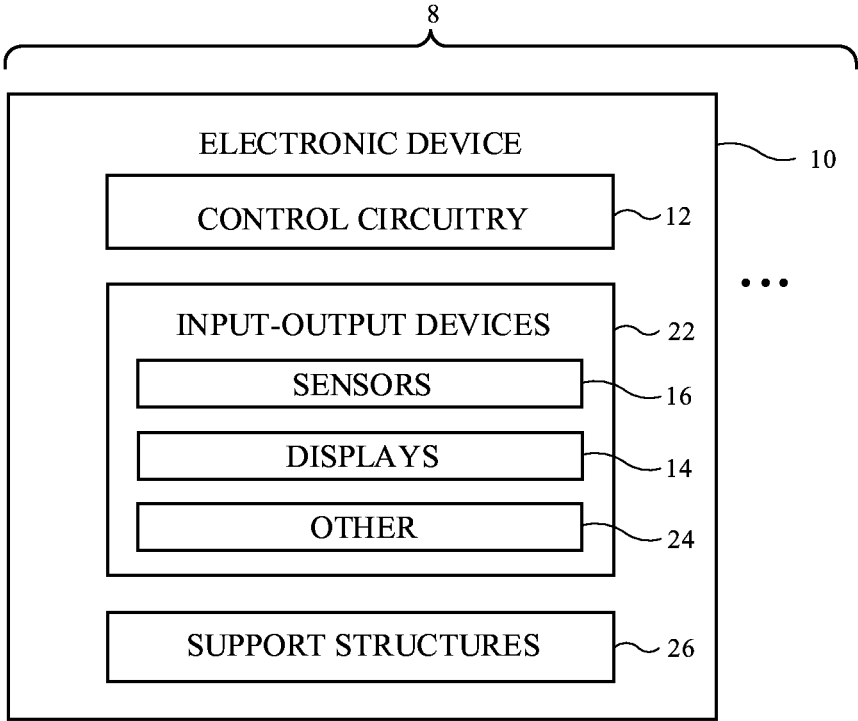 8
ELECTRONIC DEVICE
10
CONTROL CIRCUITRY
12
...
INPUT-OUTPUT DEVICES
22
SENSORS
16
DISPLAYS
14
OTHER
24
SUPPORT STRUCTURES
26